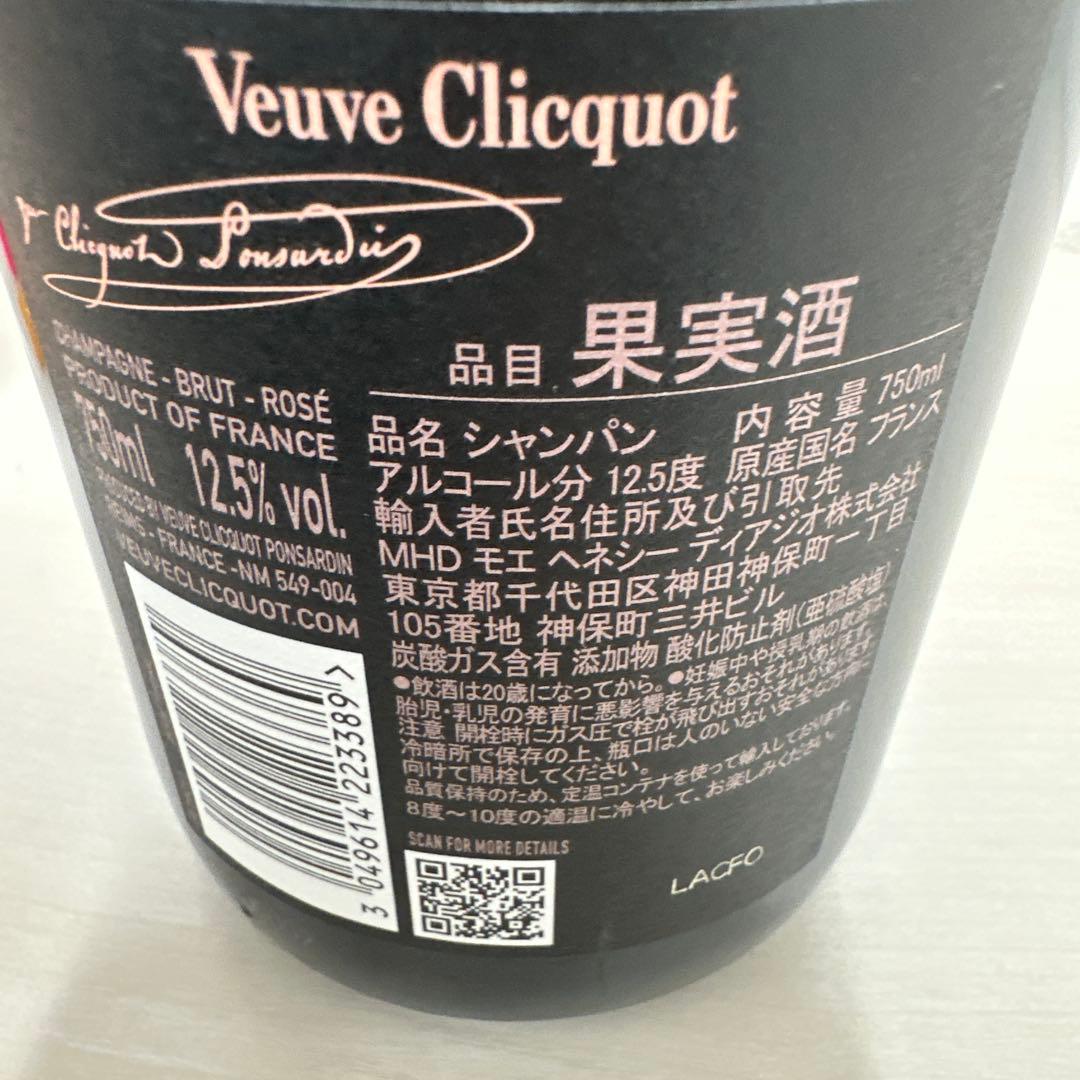 Veuve Clicquot
Vve Clicquot Ponsardin
CHAMPAGNE - BRUT - ROSÉ
PRODUCT OF FRANCE
750ml 12.5% vol.
PRODUCED BY VEUVE CLICQUOT PONSARDIN
REIMS - FRANCE - NM 549-004
VEUVECLICQUOT.COM
3 049614 223389 >
品目 果実酒
品名 シャンパン 内容量 750ml
アルコール分 12.5度 原産国名 フランス
輸入者氏名住所及び引取先
MHD モエ ヘネシー ディアジオ株式会社
東京都千代田区神田神保町一丁目
105番地 神保町三井ビル
炭酸ガス含有 添加物 酸化防止剤(亜硫酸塩)
●飲酒は20歳になってから。●妊娠中や授乳期の飲酒は、
胎児・乳児の発育に悪影響を与えるおそれがあります。
注意 開栓時にガス圧で栓が飛び出すおそれがあります。
冷暗所で保存の上、瓶口は人のいない安全な方向に
向けて開栓してください。
品質保持のため、定温コンテナを使って輸入しております。
8度〜10度の適温に冷やして、お楽しみください。
SCAN FOR MORE DETAILS
LACFO